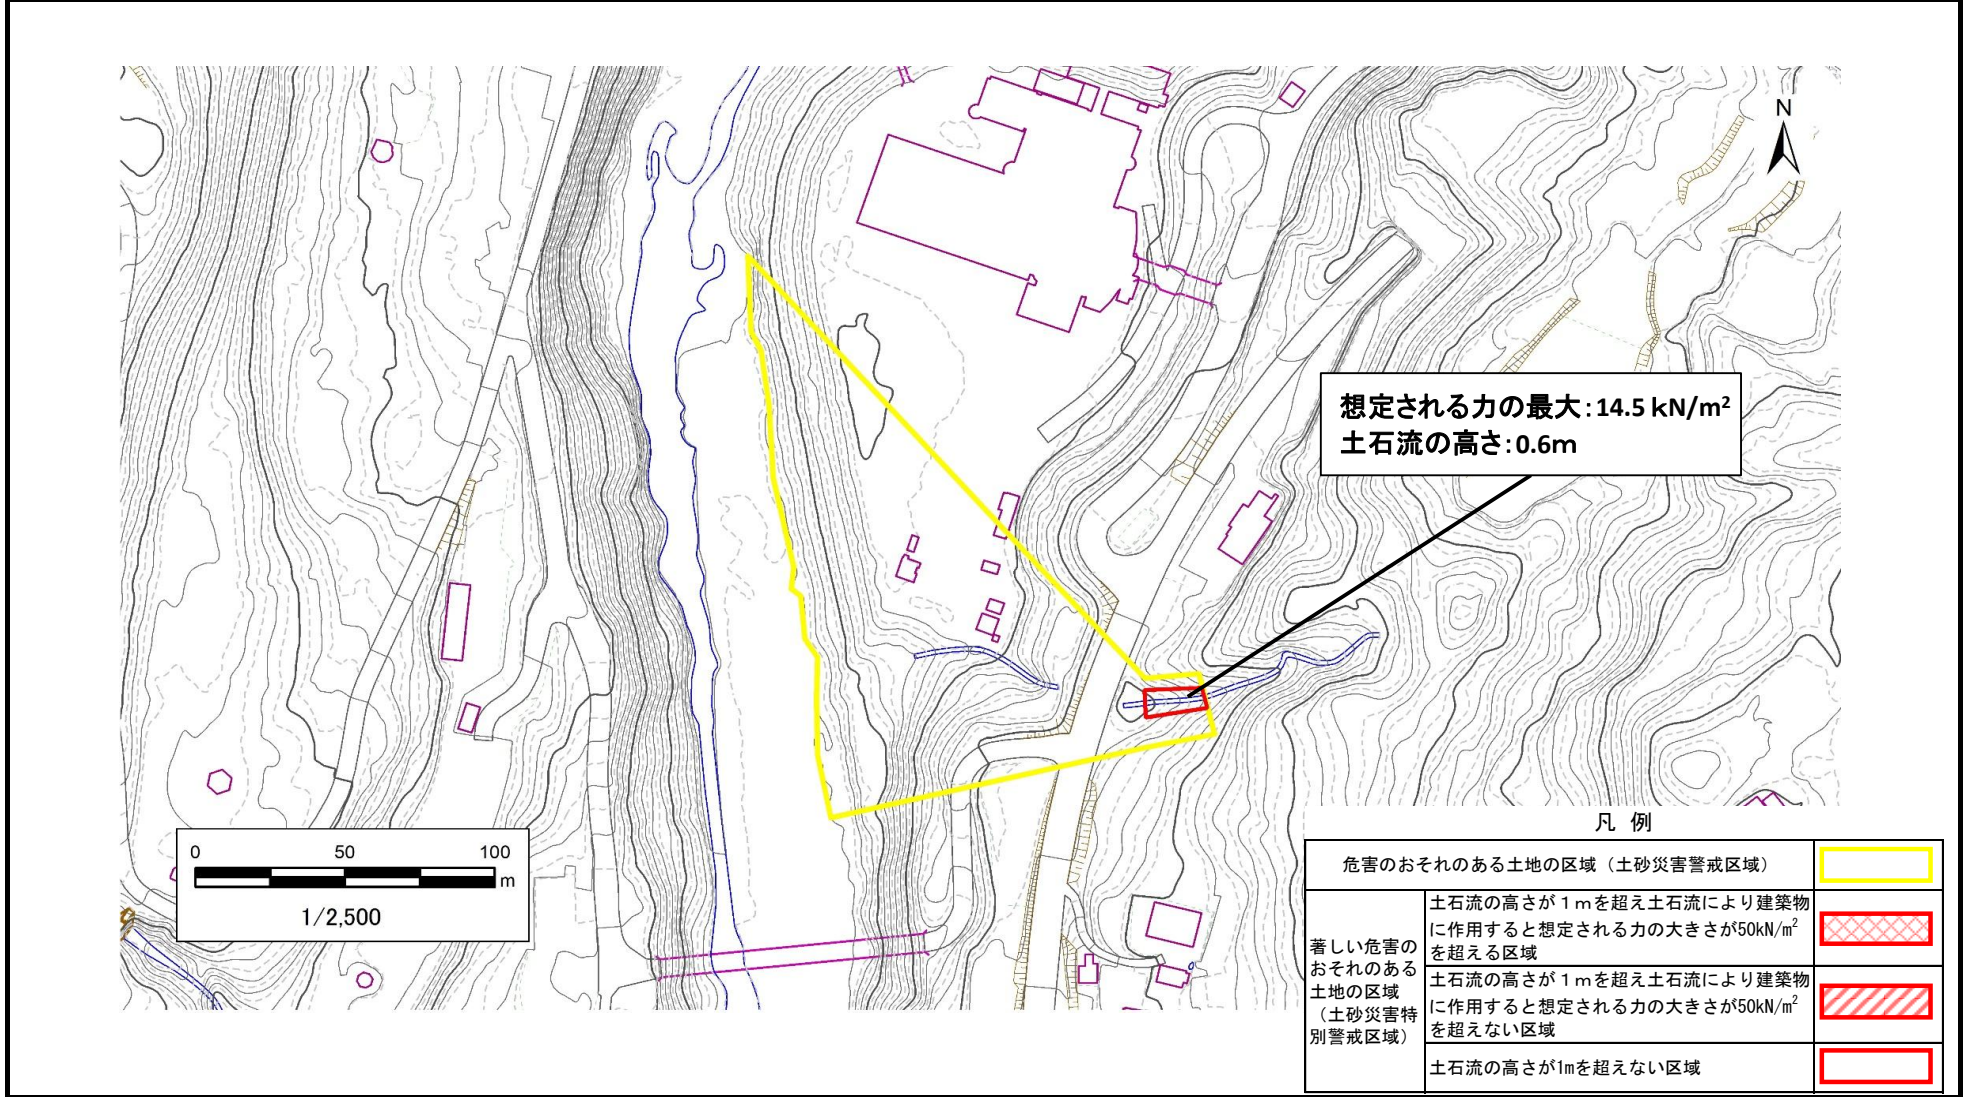 N
想定される力の最大：14.5 kN/m²
土石流の高さ：0.6m
0 50 100
m
1/2,500
凡 例
危害のおそれのある土地の区域（土砂災害警戒区域）
著しい危害の
おそれのある
土地の区域
（土砂災害特
別警戒区域）
土石流の高さが１ｍを超え土石流により建築物
に作用すると想定される力の大きさが50kN/m²
を超える区域
土石流の高さが１ｍを超え土石流により建築物
に作用すると想定される力の大きさが50kN/m²
を超えない区域
土石流の高さが1mを超えない区域